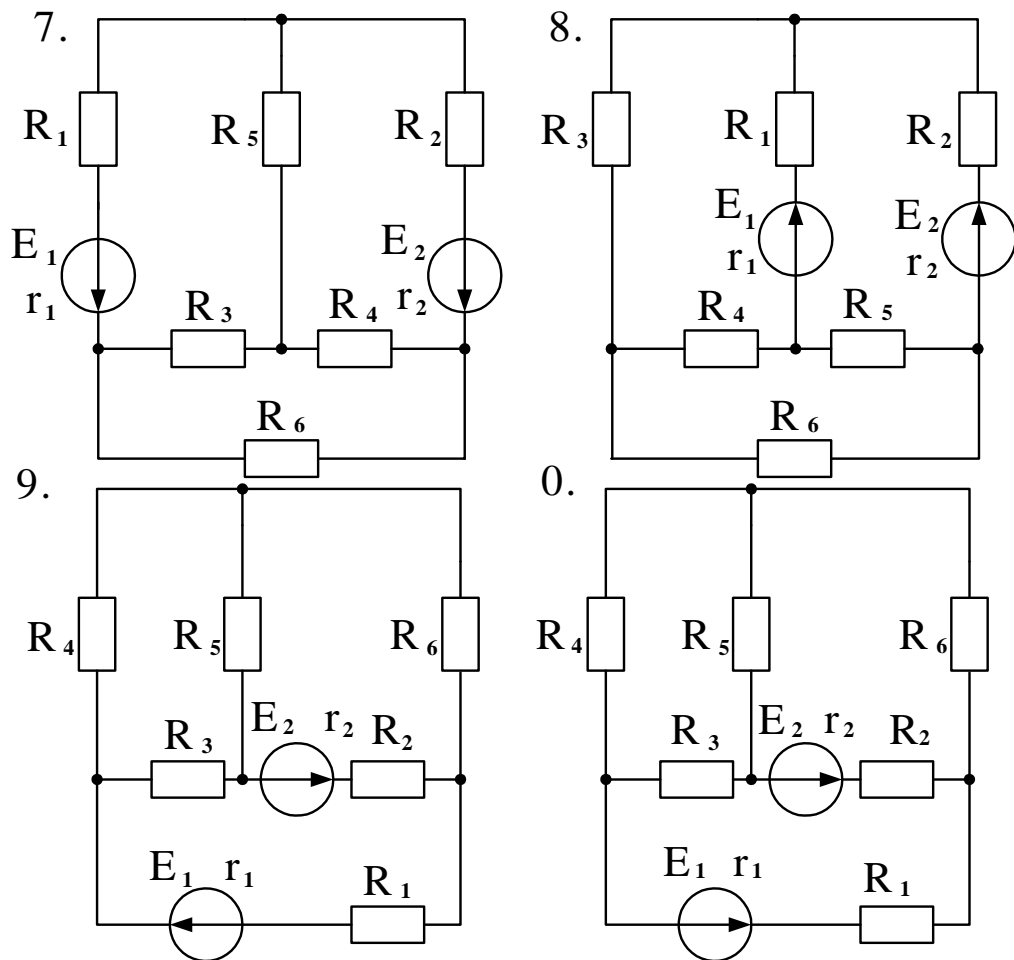 7.
R1 R5 R2
E1 r1 E2 r2
R3 R4
R6
8.
R3 R1 R2
E1 r1 E2 r2
R4 R5
R6
9.
R4 R5 R6
R3 E2 r2 R2
E1 r1 R1
0.
R4 R5 R6
R3 E2 r2 R2
E1 r1 R1